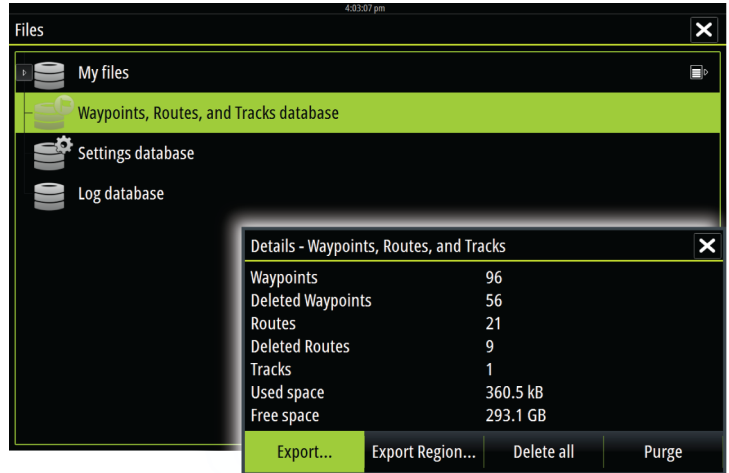 4:03:07 pm
Files
My files
Waypoints, Routes, and Tracks database
Settings database
Log database
Details - Waypoints, Routes, and Tracks
Waypoints 96
Deleted Waypoints 56
Routes 21
Deleted Routes 9
Tracks 1
Used space 360.5 kB
Free space 293.1 GB
Export... Export Region... Delete all Purge